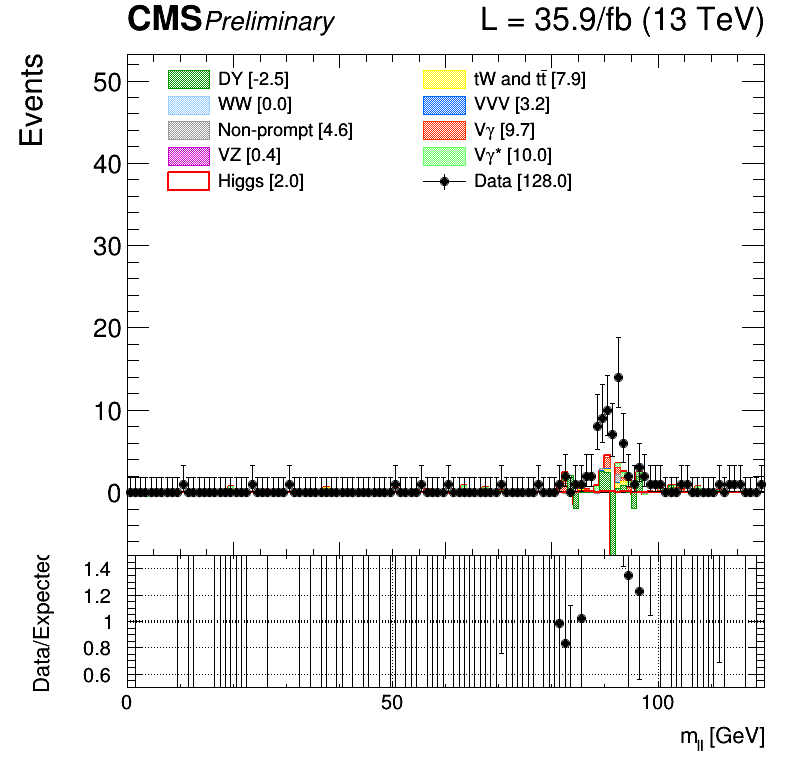 CMS Preliminary L = 35.9/fb (13 TeV)
Events
50
40
30
20
10
0
DY [-2.5]
WW [0.0]
Non-prompt [4.6]
VZ [0.4]
Higgs [2.0]
tW and tt̄ [7.9]
VVV [3.2]
Vγ [9.7]
Vγ* [10.0]
Data [128.0]
Data/Expected
1.4
1.2
1
0.8
0.6
0 50 100
m_ll [GeV]